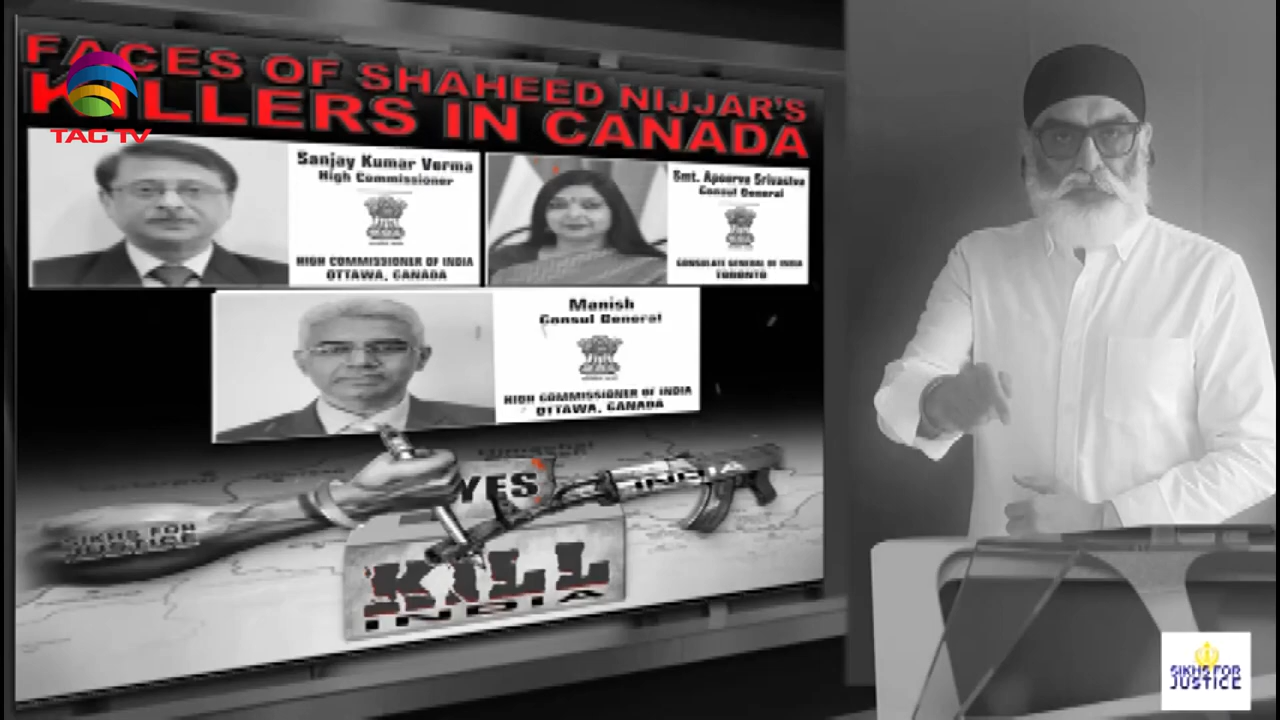 FACES OF SHAHEED NIJJAR'S
KILLERS IN CANADA
TAG TV
Sanjay Kumar Verma
High Commissioner
HIGH COMMISSIONER OF INDIA
OTTAWA, CANADA
Smt. Apoorva Srivastva
Consul General
CONSULATE GENERAL OF INDIA
TORONTO
Manish
Consul General
HIGH COMMISSIONER OF INDIA
OTTAWA, CANADA
YES
INDIA
SIKHS FOR
JUSTICE
KILL
INDIA
SIKHS FOR
JUSTICE